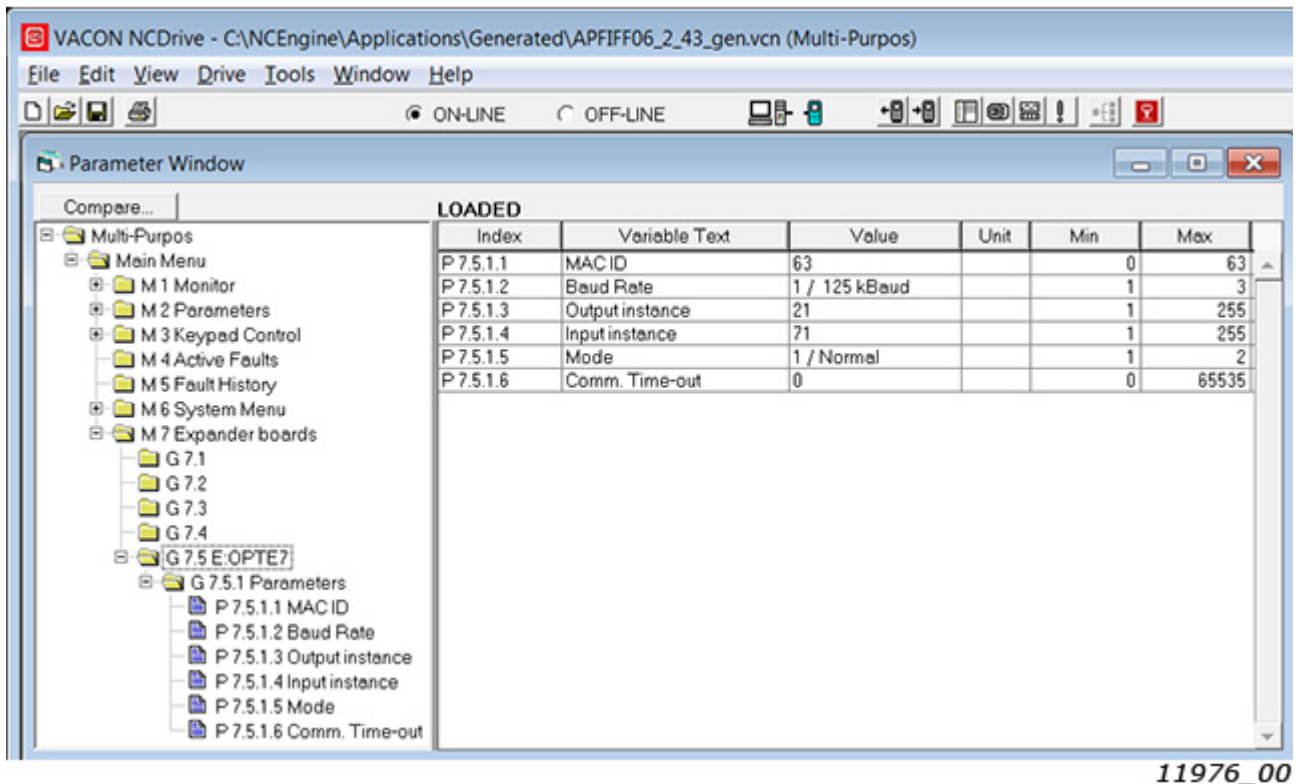 VACON NCDrive - C:\NCEngine\Applications\Generated\APFIFF06_2_43_gen.vcn (Multi-Purpos)
File Edit View Drive Tools Window Help
ON-LINE OFF-LINE
Parameter Window
Compare... LOADED
Multi-Purpos
Main Menu
M 1 Monitor
M 2 Parameters
M 3 Keypad Control
M 4 Active Faults
M 5 Fault History
M 6 System Menu
M 7 Expander boards
G 7.1
G 7.2
G 7.3
G 7.4
G 7.5 E:OPTE7
G 7.5.1 Parameters
P 7.5.1.1 MAC ID
P 7.5.1.2 Baud Rate
P 7.5.1.3 Output instance
P 7.5.1.4 Input instance
P 7.5.1.5 Mode
P 7.5.1.6 Comm. Time-out
Index Variable Text Value Unit Min Max
P 7.5.1.1 MAC ID 63 0 63
P 7.5.1.2 Baud Rate 1 / 125 kBaud 1 3
P 7.5.1.3 Output instance 21 1 255
P 7.5.1.4 Input instance 71 1 255
P 7.5.1.5 Mode 1 / Normal 1 2
P 7.5.1.6 Comm. Time-out 0 0 65535
11976_00